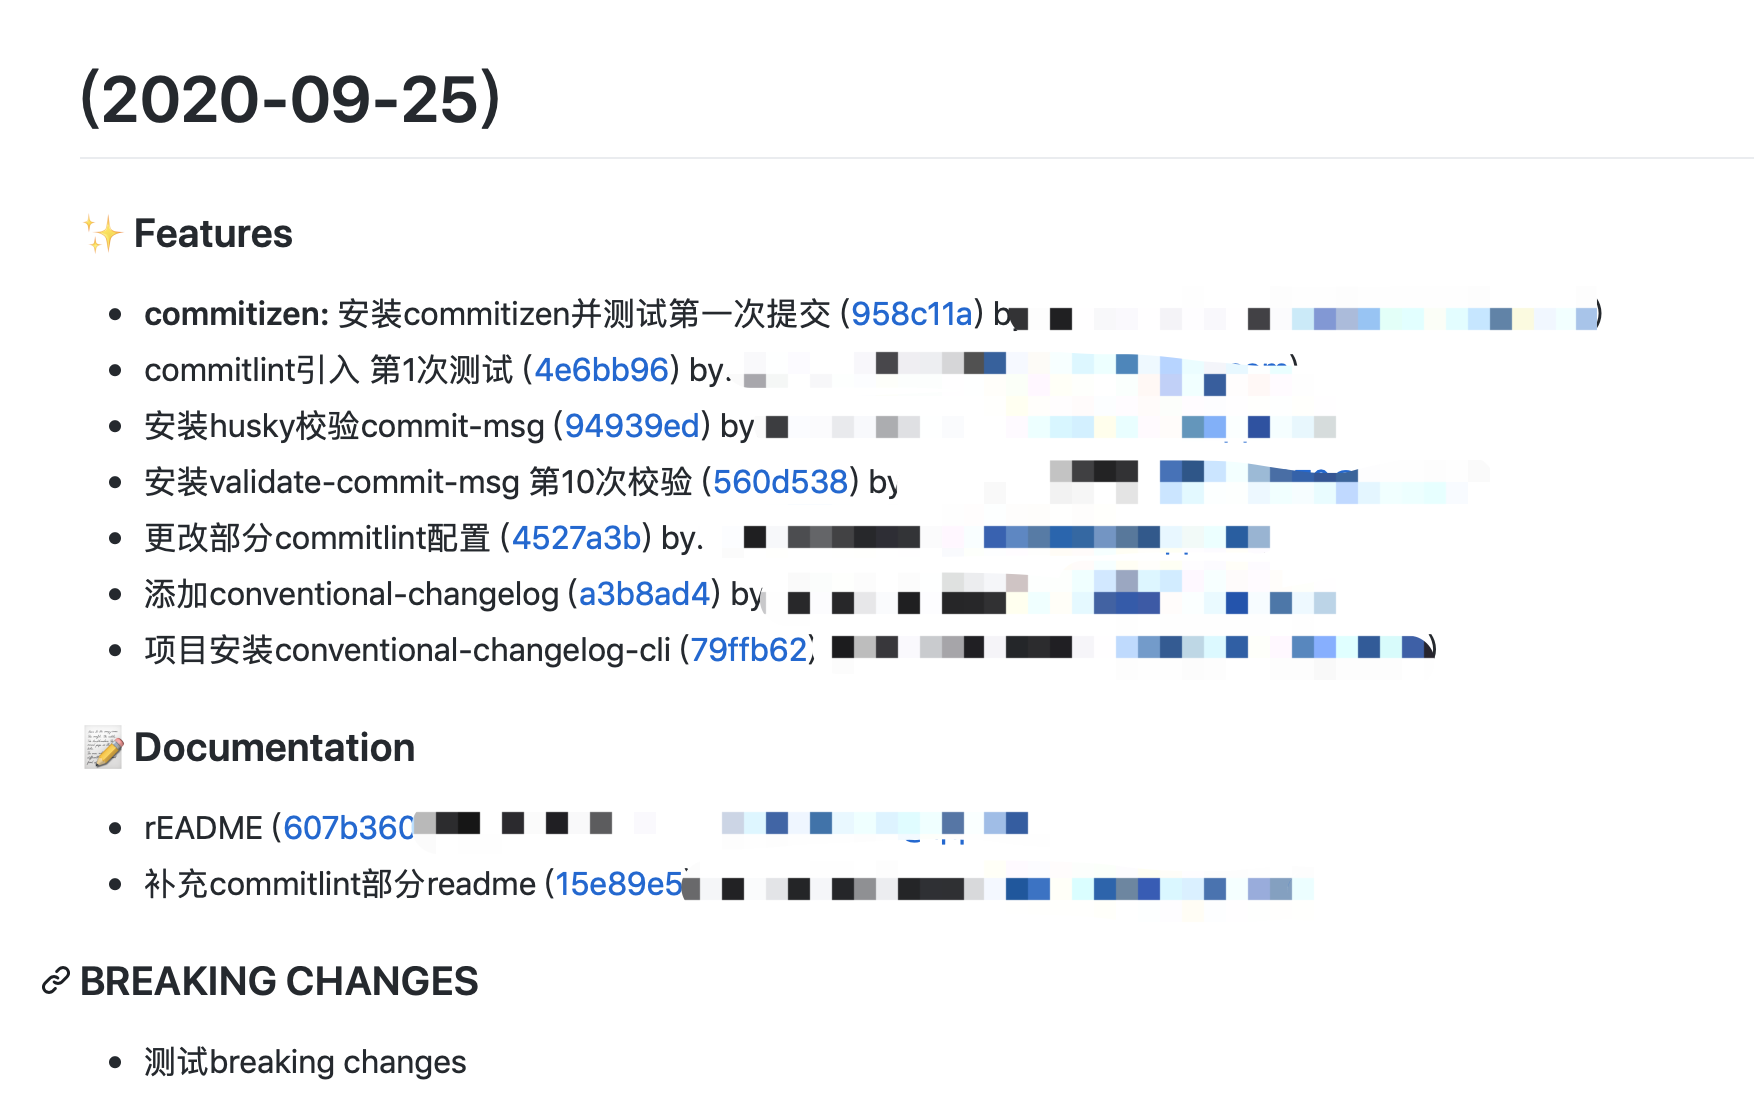 (2020-09-25)
✨ Features
commitizen: 安装commitizen并测试第一次提交 (958c11a) by
commitlint引入 第1次测试 (4e6bb96) by.
安装husky校验commit-msg (94939ed) by
安装validate-commit-msg 第10次校验 (560d538) by
更改部分commitlint配置 (4527a3b) by.
添加conventional-changelog (a3b8ad4) by
项目安装conventional-changelog-cli (79ffb62)
📝 Documentation
rEADME (607b360
补充commitlint部分readme (15e89e5)
BREAKING CHANGES
测试breaking changes